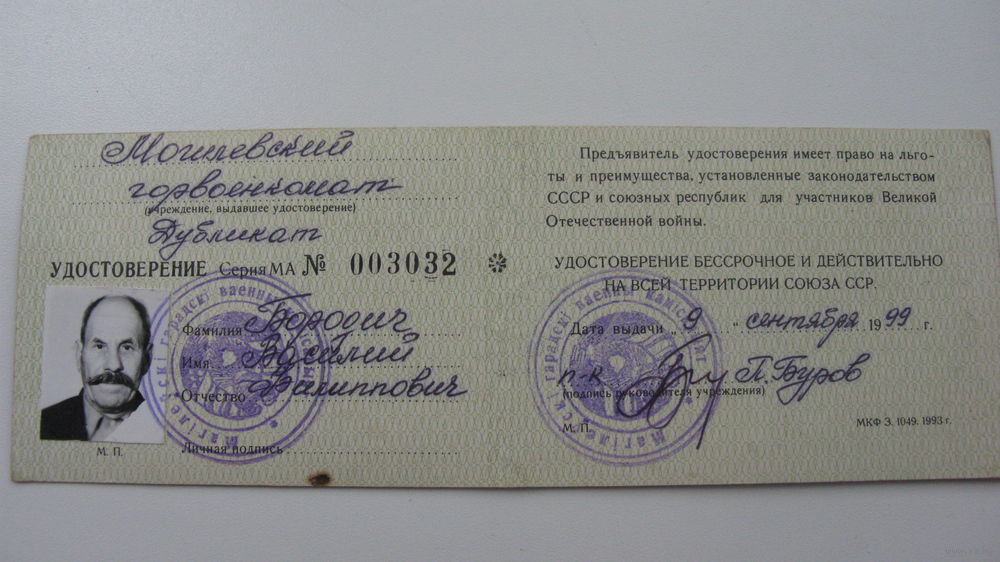 Могилевский
горвоенкомат
(учреждение, выдавшее удостоверение)
Дубликат
УДОСТОВЕРЕНИЕ Серия МА № 003032
Фамилия Бородич
Имя Василий
Отчество Филиппович
Личная подпись
М. П.
Предъявитель удостоверения имеет право на льго-
ты и преимущества, установленные законодательством
СССР и союзных республик для участников Великой
Отечественной войны.
УДОСТОВЕРЕНИЕ БЕССРОЧНОЕ И ДЕЙСТВИТЕЛЬНО
НА ВСЕЙ ТЕРРИТОРИИ СОЮЗА ССР.
Дата выдачи „9 “ сентября 1999 г.
п-к П. Буров
(подпись руководителя учреждения)
М. П.
МКФ З. 1049. 1993 г.